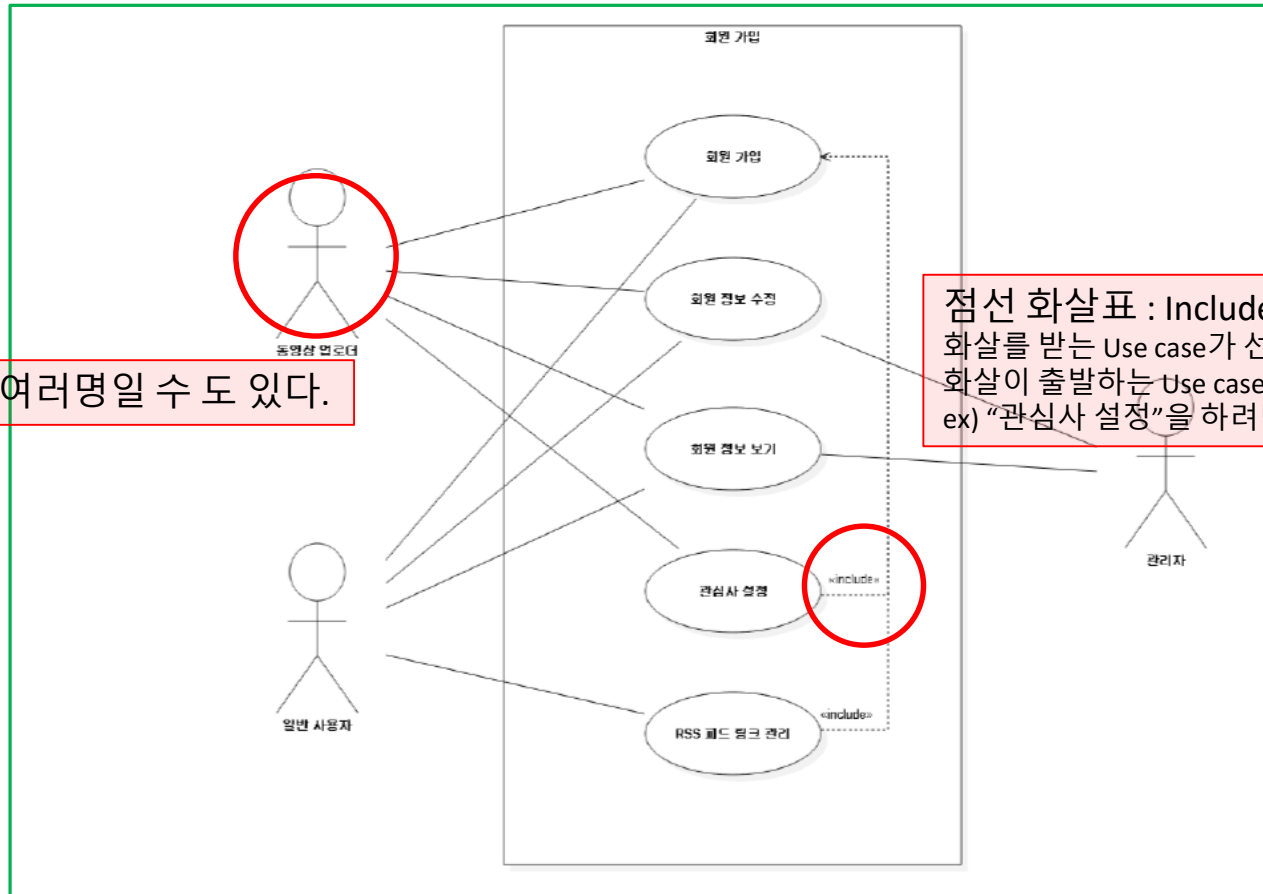 회원 가입
회원 가입
동영상 업로더
회원 정보 수정
점선 화살표 : Include
화살를 받는 Use case가 선
화살이 출발하는 Use case
ex) “관심사 설정”을 하려
여러명일 수 도 있다.
회원 정보 보기
관리자
관심사 설정
«include»
일반 사용자
RSS 피드 링크 관리
«include»